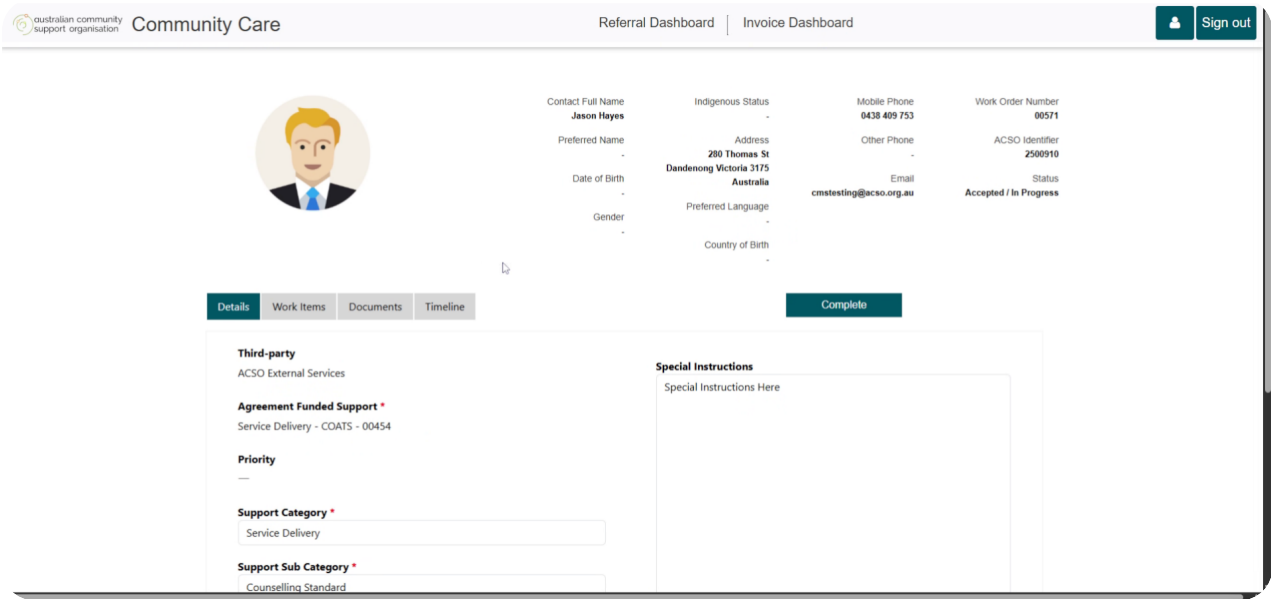 australian community
support organisation
Community Care
Referral Dashboard
Invoice Dashboard
Sign out
Contact Full Name
Jason Hayes
Preferred Name
-
Date of Birth
-
Gender
-
Indigenous Status
-
Address
280 Thomas St
Dandenong Victoria 3175
Australia
Preferred Language
-
Country of Birth
-
Mobile Phone
0438 409 753
Other Phone
-
Email
cmstesting@acso.org.au
Work Order Number
00571
ACSO Identifier
2500910
Status
Accepted / In Progress
Details
Work Items
Documents
Timeline
Complete
Third-party
ACSO External Services
Agreement Funded Support *
Service Delivery - COATS - 00454
Priority
—
Support Category *
Service Delivery
Support Sub Category *
Counselling Standard
Special Instructions
Special Instructions Here